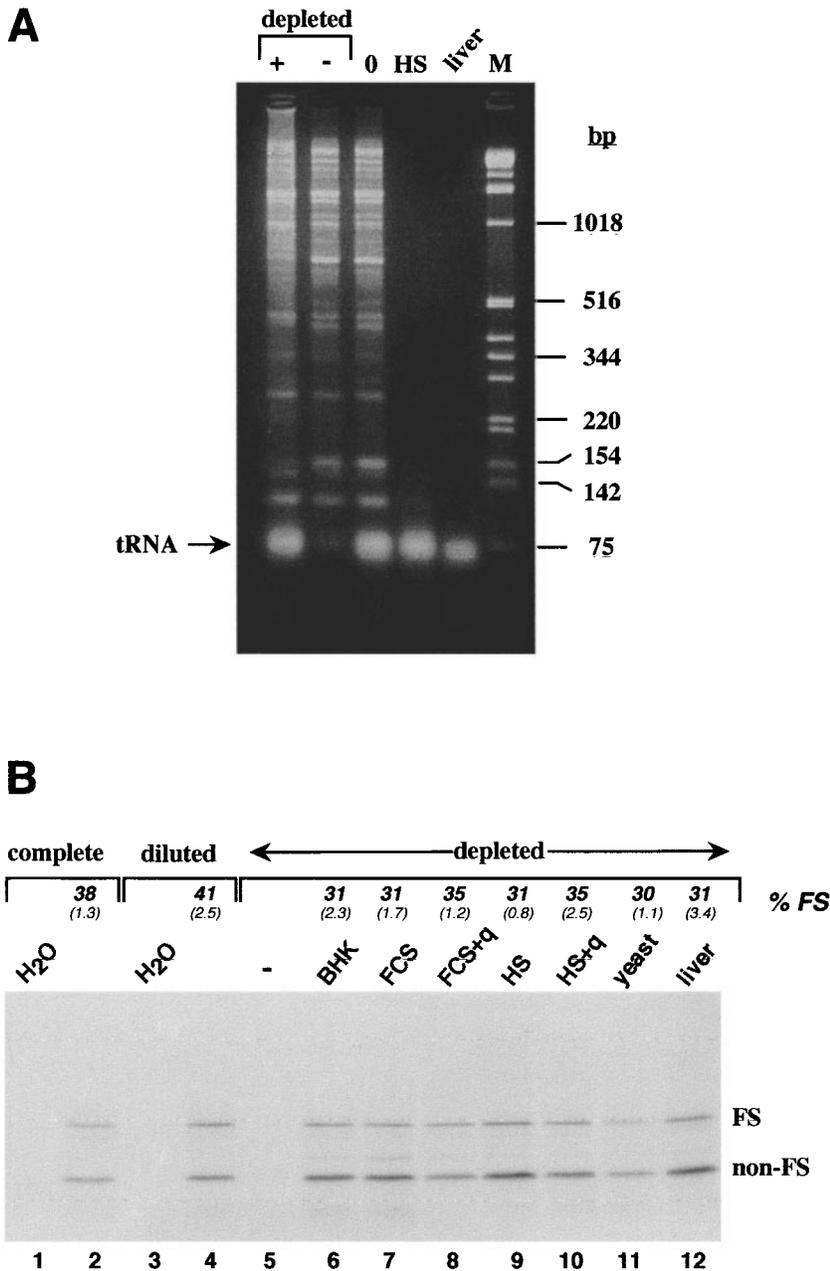 A
depleted
+ - 0 HS liver M
bp
1018
516
344
220
154
142
tRNA
75
B
complete diluted depleted
38 41 31 31 35 31 35 30 31 % FS
(1.3) (2.5) (2.3) (1.7) (1.2) (0.8) (2.5) (1.1) (3.4)
H2O H2O - BHK FCS FCS+q HS HS+q yeast liver
FS
non-FS
1 2 3 4 5 6 7 8 9 10 11 12